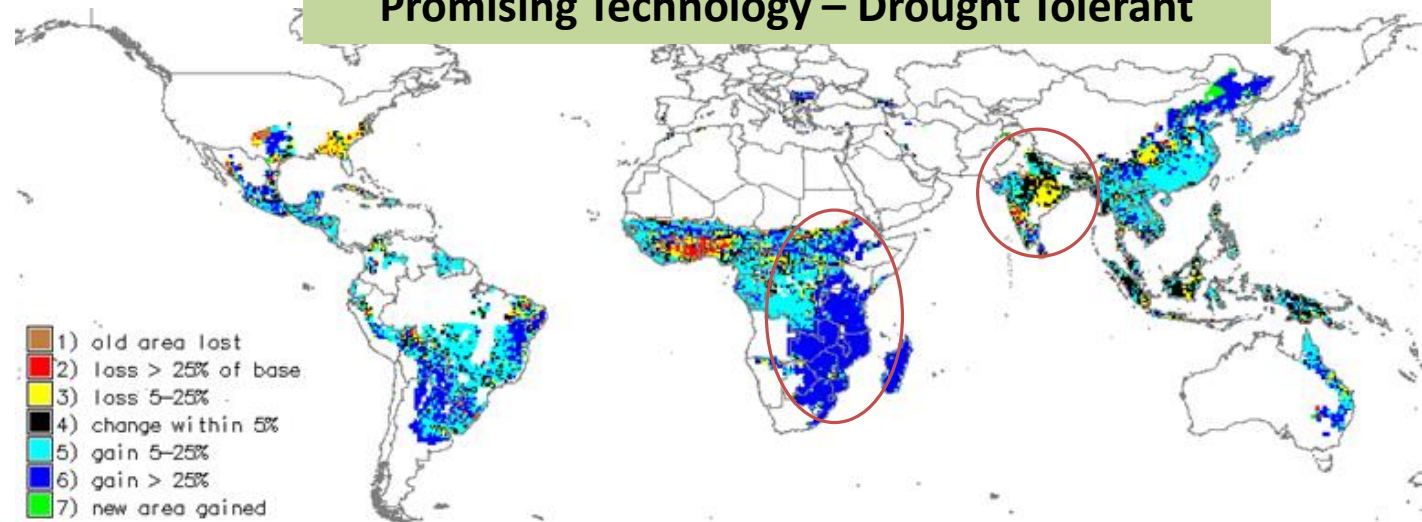 Promising Technology – Drought Tolerant
1) old area lost
2) loss > 25% of base
3) loss 5–25%
4) change within 5%
5) gain 5–25%
6) gain > 25%
7) new area gained